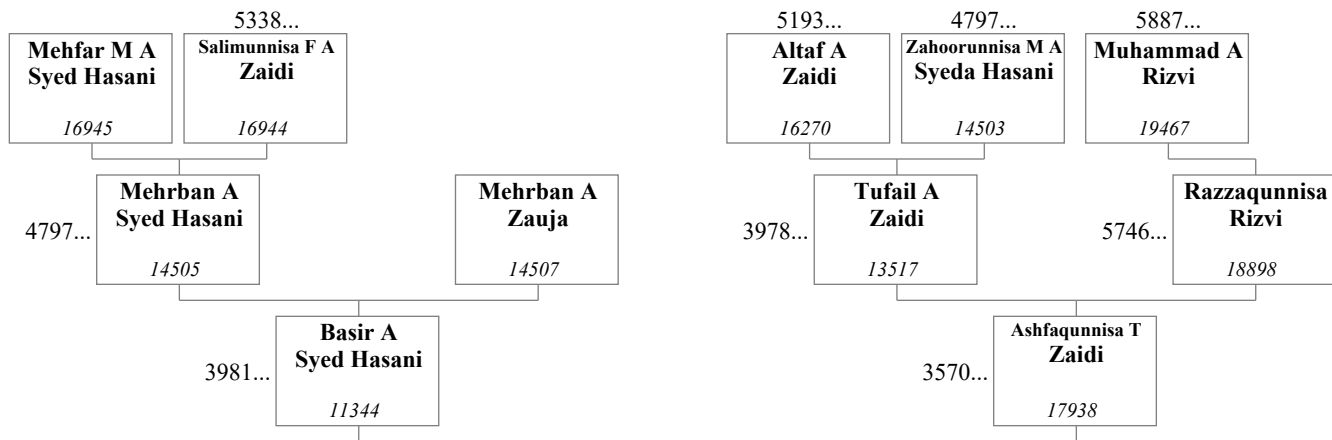 5338...
5193...
4797...
5887...
Mehfar M A
Syed Hasani
16945
Salimunnisa F A
Zaidi
16944
Altaf A
Zaidi
16270
Zahoorunnisa M A
Syeda Hasani
14503
Muhammad A
Rizvi
19467
4797...
Mehrban A
Syed Hasani
14505
Mehrban A
Zauja
14507
3978...
Tufail A
Zaidi
13517
5746...
Razzaqunnisa
Rizvi
18898
3981...
Basir A
Syed Hasani
11344
3570...
Ashfaqunnisa T
Zaidi
17938